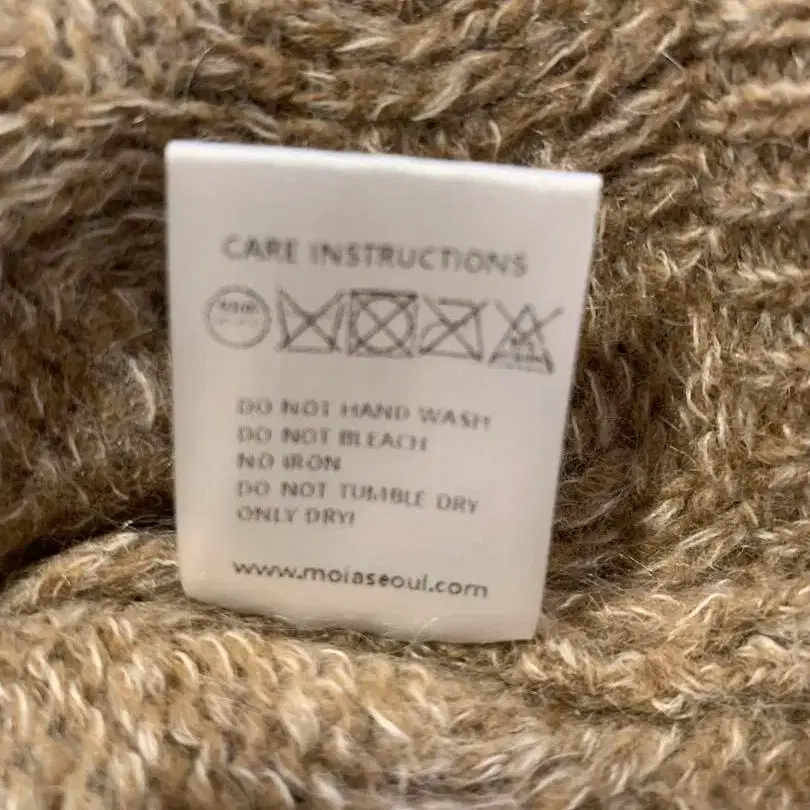 CARE INSTRUCTIONS
DO NOT HAND WASH
DO NOT BLEACH
NO IRON
DO NOT TUMBLE DRY
ONLY DRY!
www.moiaseoul.com